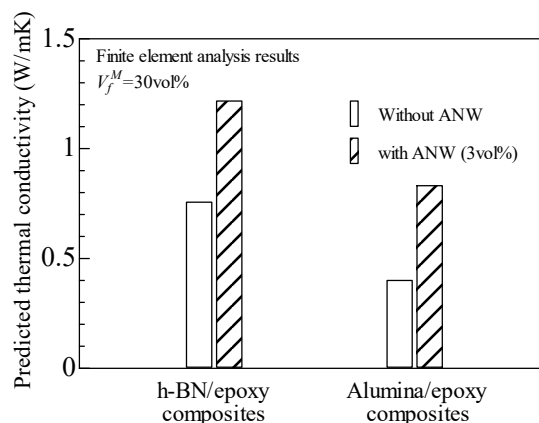 Predicted thermal conductivity (W/mK)
1.5
1
0.5
0
Finite element analysis results
V_f^M=30vol%
Without ANW
with ANW (3vol%)
h-BN/epoxy
composites
Alumina/epoxy
composites